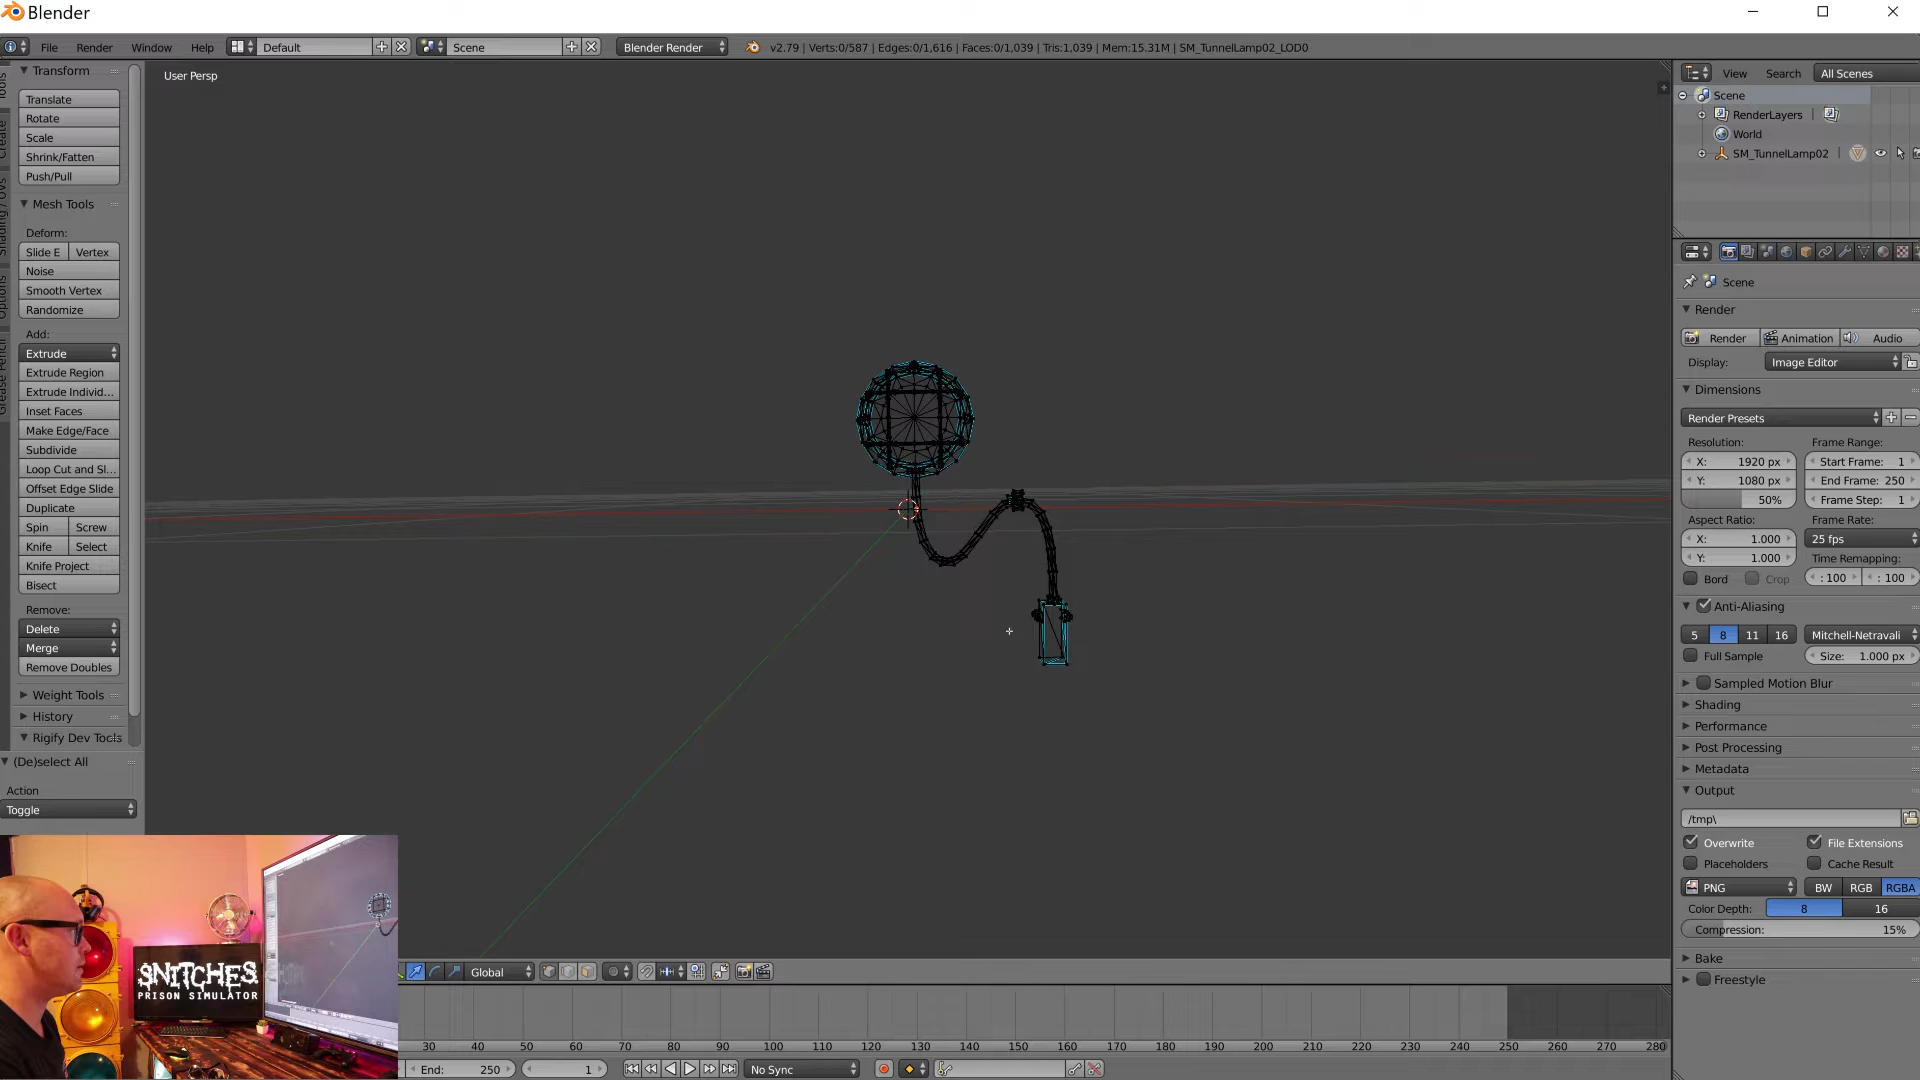 Blender
File Render Window Help Default Scene Blender Render v2.79 | Verts:0/587 | Edges:0/1,616 | Faces:0/1,039 | Tris:1,039 | Mem:15.31M | SM_TunnelLamp02_LOD0
Transform
Translate
Rotate
Scale
Shrink/Fatten
Push/Pull
Mesh Tools
Deform:
Slide E Vertex
Noise
Smooth Vertex
Randomize
Add:
Extrude
Extrude Region
Extrude Individ...
Inset Faces
Make Edge/Face
Subdivide
Loop Cut and Sl...
Offset Edge Slide
Duplicate
Spin Screw
Knife Select
Knife Project
Bisect
Remove:
Delete
Merge
Remove Doubles
Weight Tools
History
Rigify Dev Tools
(De)select All
Action
Toggle
Tools
Create
Shading / UVs
Options
Grease Pencil
User Persp
View Search All Scenes
Scene
RenderLayers
World
SM_TunnelLamp02
Scene
Render
Render Animation Audio
Display: Image Editor
Dimensions
Render Presets
Resolution: Frame Range:
X: 1920 px Start Frame: 1
Y: 1080 px End Frame: 250
50% Frame Step: 1
Aspect Ratio: Frame Rate:
X: 1.000 25 fps
Y: 1.000 Time Remapping:
Bord Crop : 100 : 100
Anti-Aliasing
5 8 11 16 Mitchell-Netravali
Full Sample Size: 1.000 px
Sampled Motion Blur
Shading
Performance
Post Processing
Metadata
Output
/tmp\
Overwrite File Extensions
Placeholders Cache Result
PNG BW RGB RGBA
Color Depth: 8 16
Compression: 15%
Bake
Freestyle
SNITCHES
PRISON SIMULATOR
Global
30 40 50 60 70 80 90 100 110 120 130 140 150 160 170 180 190 200 210 220 230 240 250 260 270 280
End: 250 1 No Sync